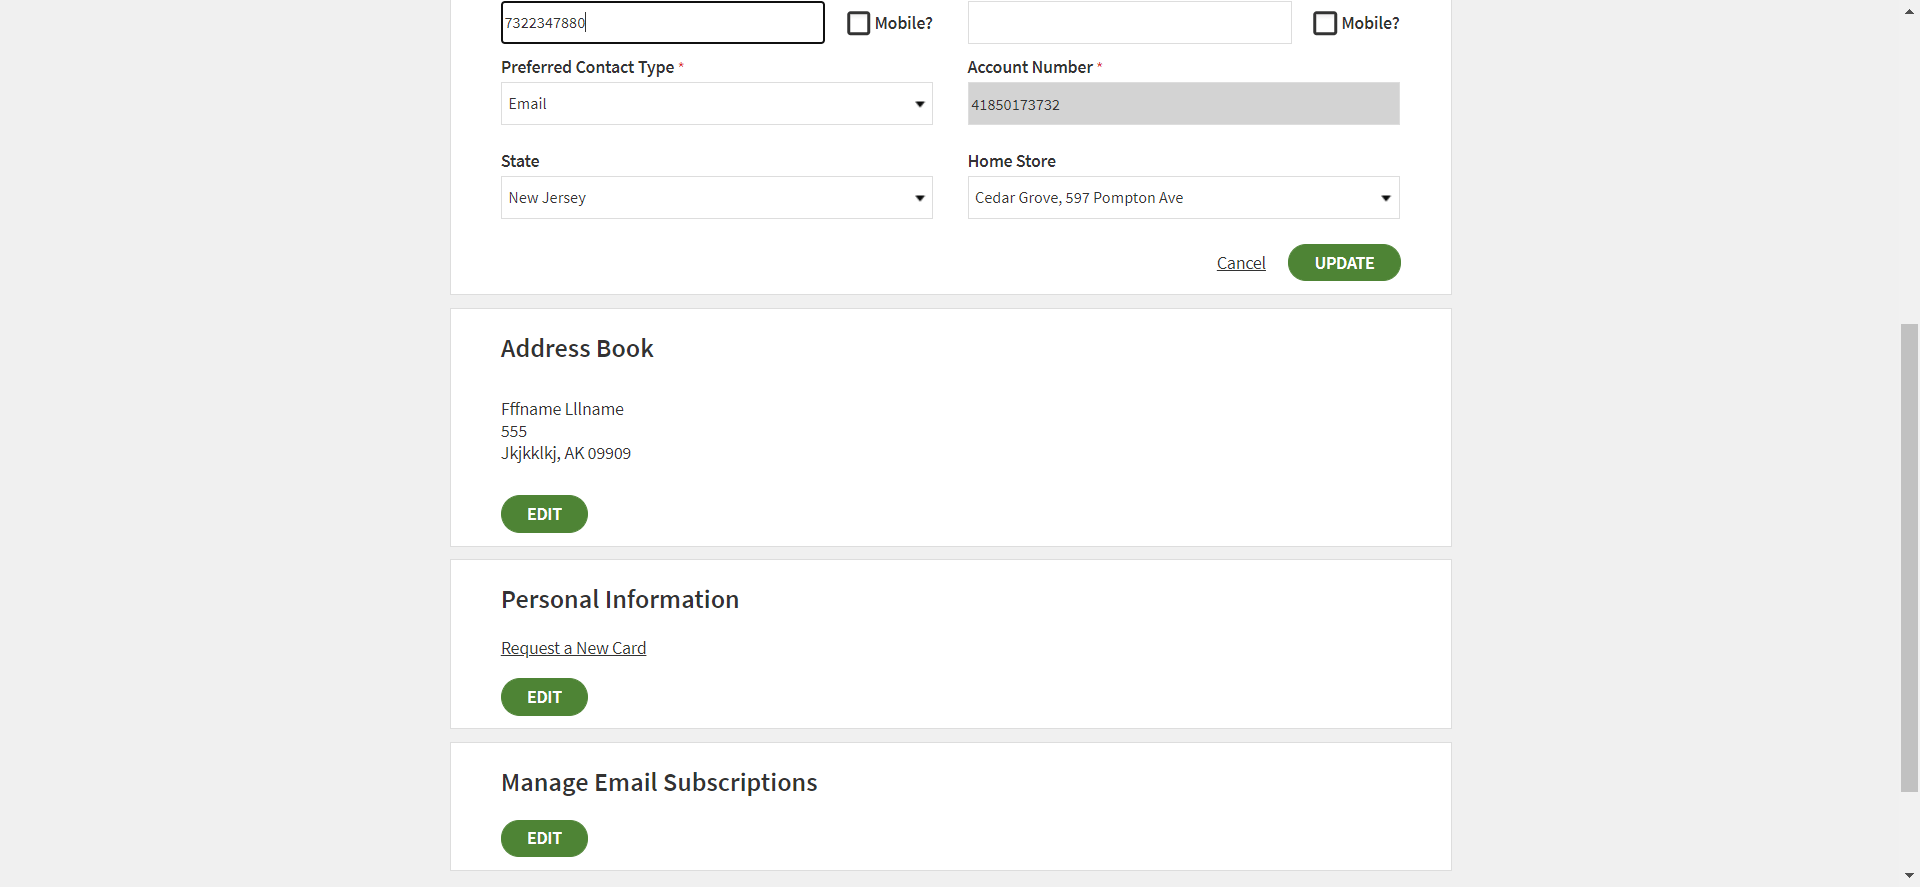 7322347880
Mobile?
Mobile?
Preferred Contact Type *
Account Number *
Email
41850173732
State
Home Store
New Jersey
Cedar Grove, 597 Pompton Ave
Cancel
UPDATE
Address Book
Fffname Lllname
555
Jkjkklkj, AK 09909
EDIT
Personal Information
Request a New Card
EDIT
Manage Email Subscriptions
EDIT